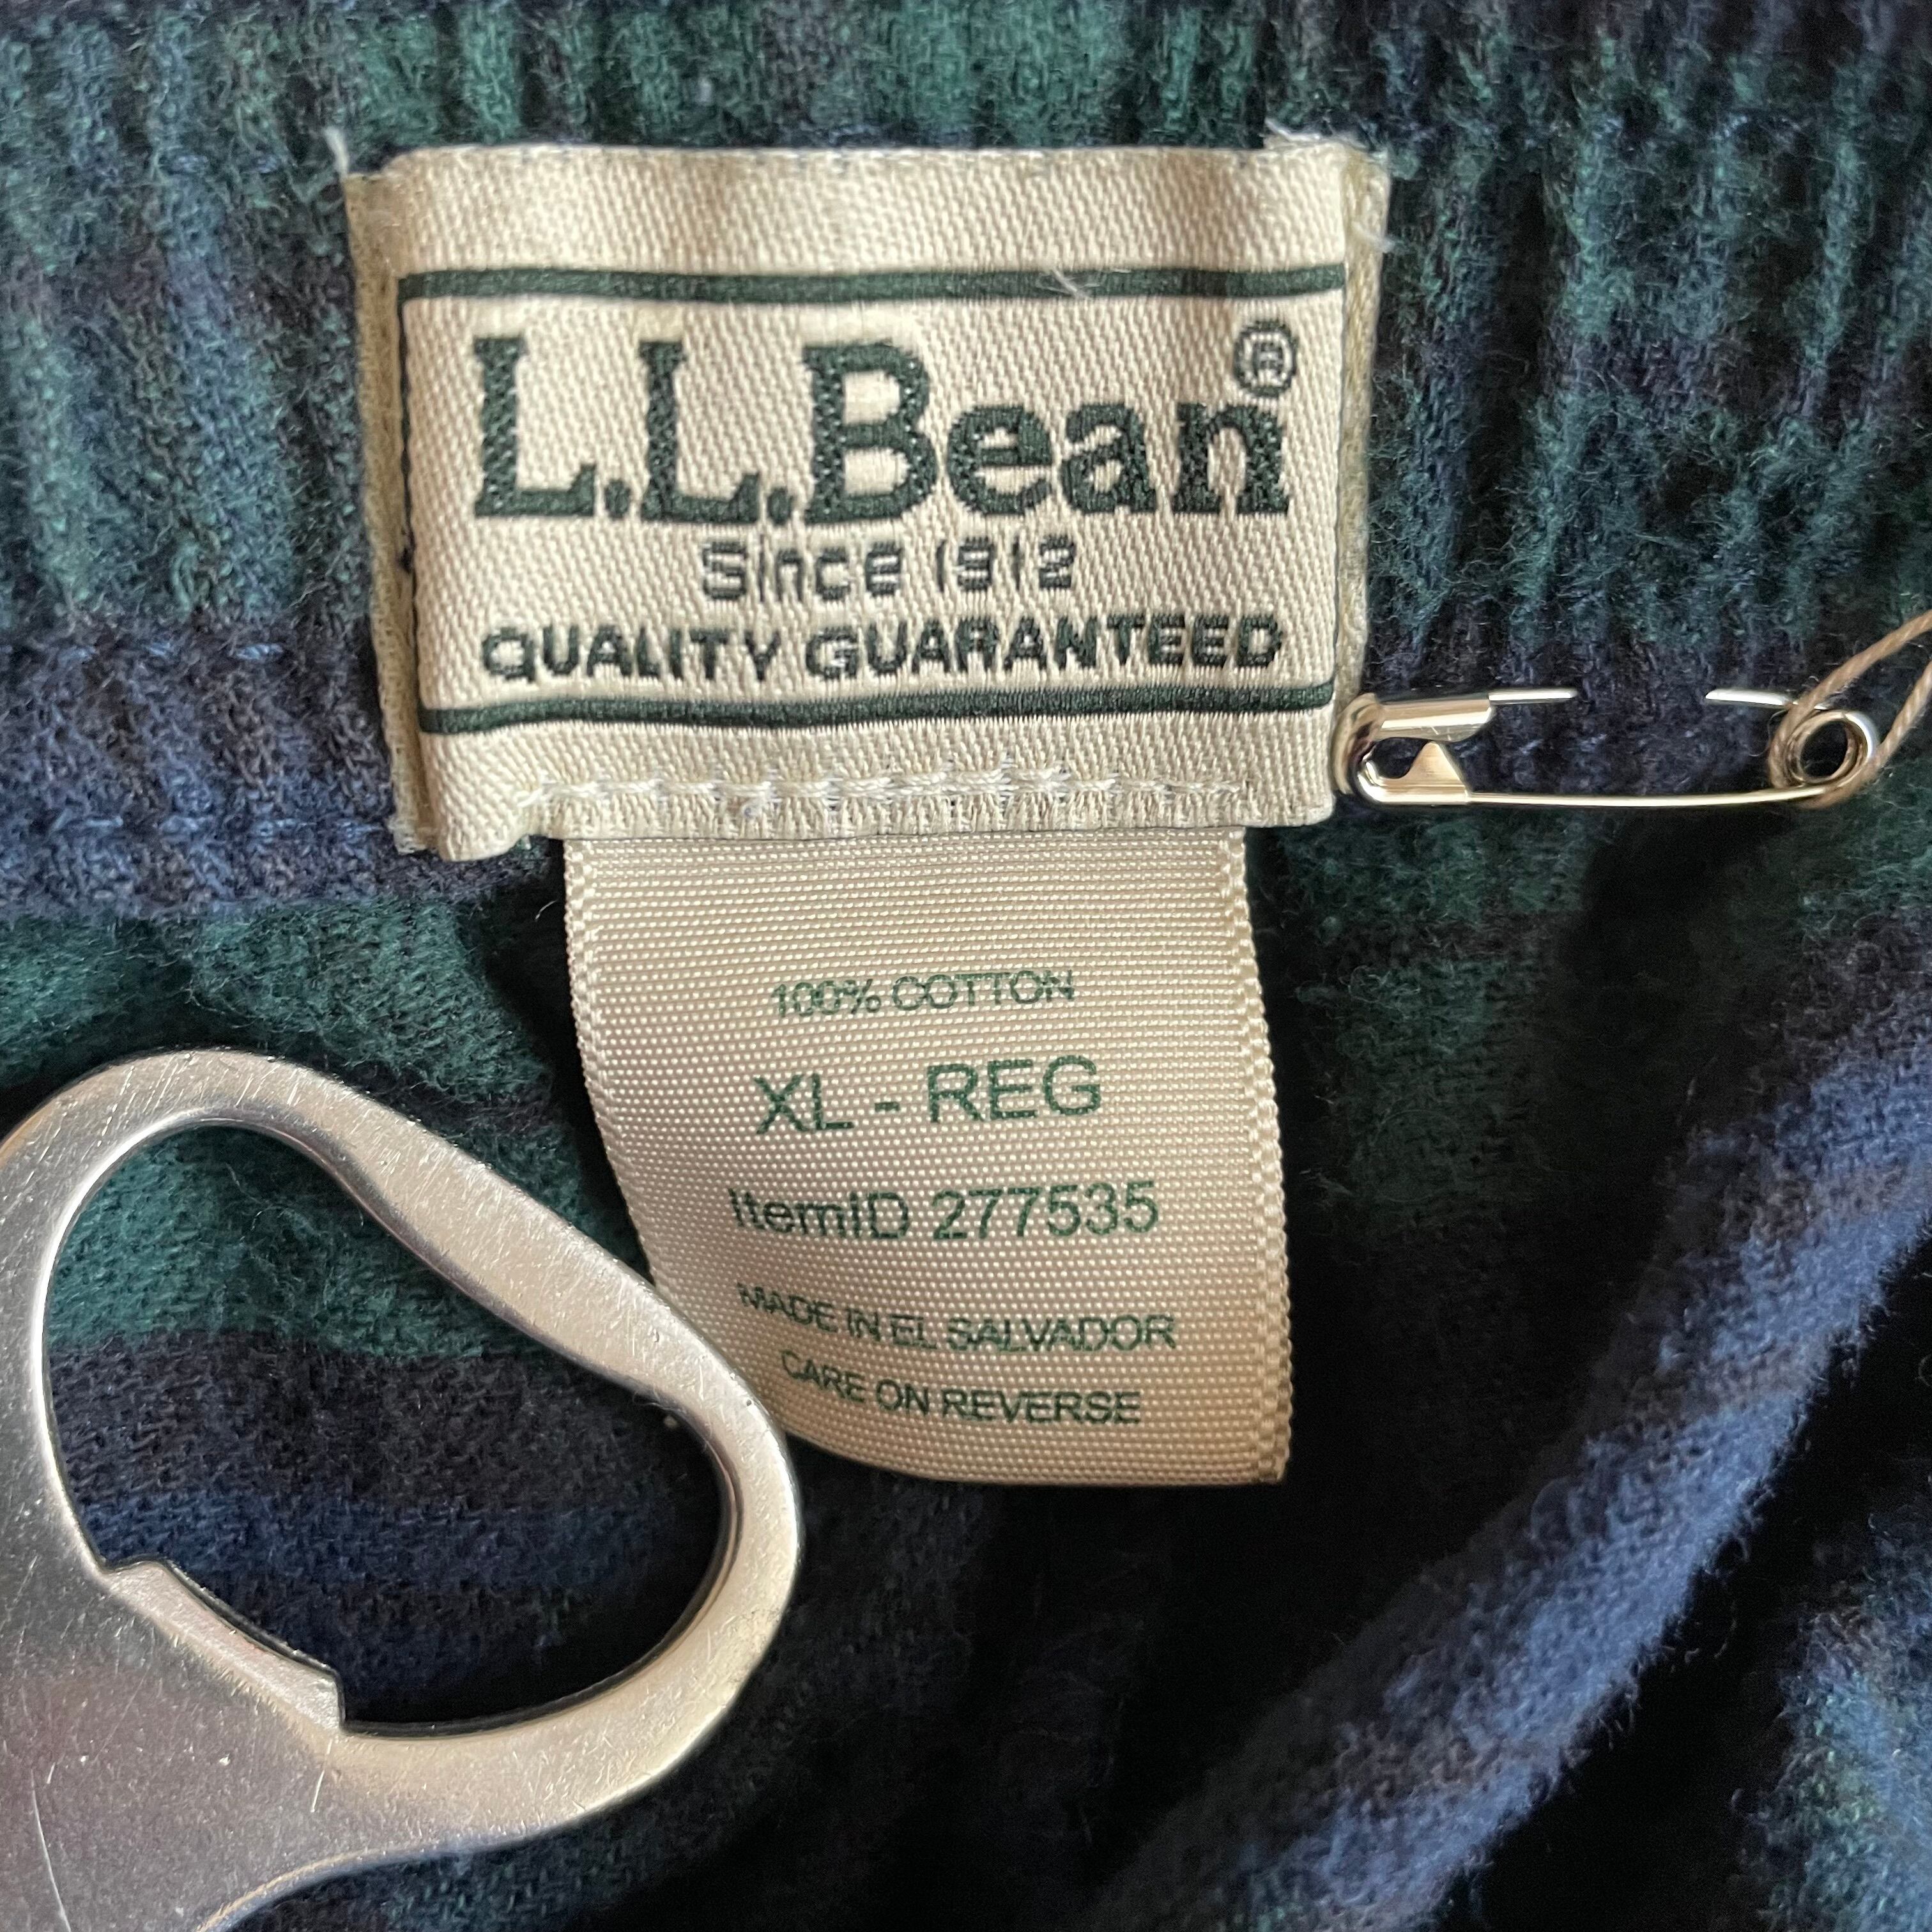 L.L.Bean®
Since 1912
QUALITY GUARANTEED
100% COTTON
XL - REG
ItemID 277535
MADE IN EL SALVADOR
CARE ON REVERSE